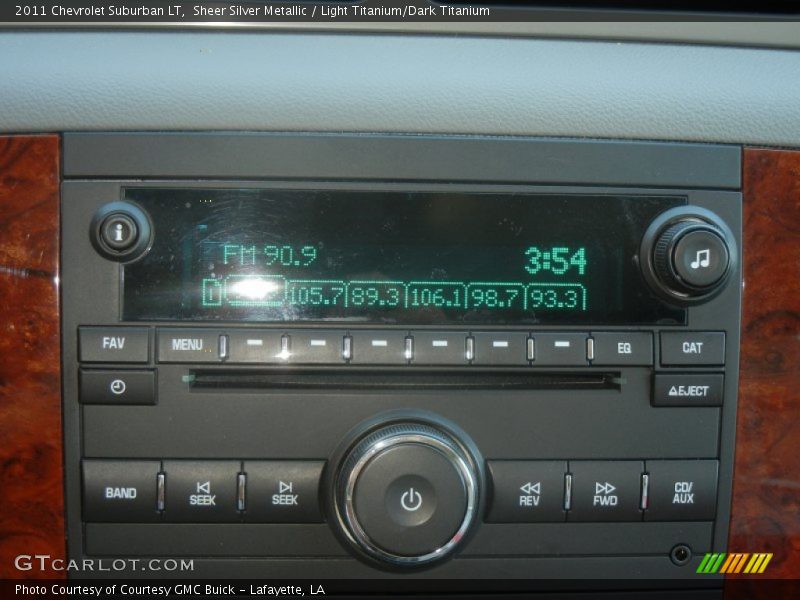 2011 Chevrolet Suburban LT,  Sheer Silver Metallic / Light Titanium/Dark Titanium
i
FM 90.9
3:54
105.7 89.3 106.1 98.7 93.3
FAV
MENU
EQ
CAT
EJECT
BAND
SEEK
SEEK
REV
FWD
CD/
AUX
GTCARLOT.COM
Photo Courtesy of Courtesy GMC Buick - Lafayette, LA